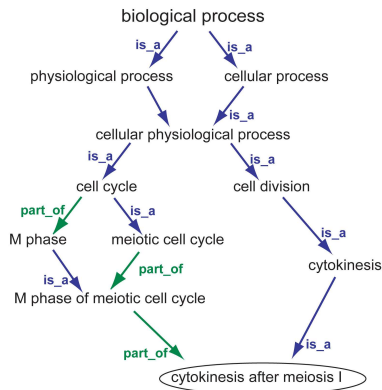 biological process
is_a
is_a
physiological process
cellular process
is_a
cellular physiological process
is_a
is_a
cell cycle
cell division
part_of
is_a
M phase
meiotic cell cycle
is_a
cytokinesis
is_a
part_of
M phase of meiotic cell cycle
part_of
is_a
cytokinesis after meiosis I